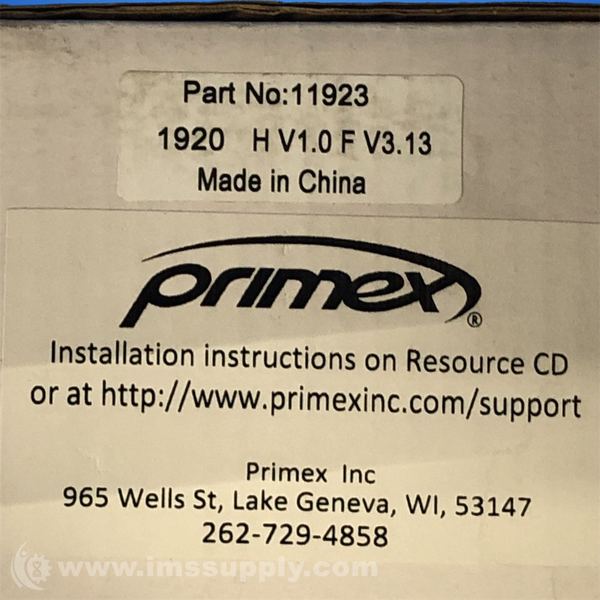 Part No:11923
1920 H V1.0 F V3.13
Made in China
primex®
Installation instructions on Resource CD
or at http://www.primexinc.com/support
Primex Inc
965 Wells St, Lake Geneva, WI, 53147
262-729-4858
www.imssupply.com